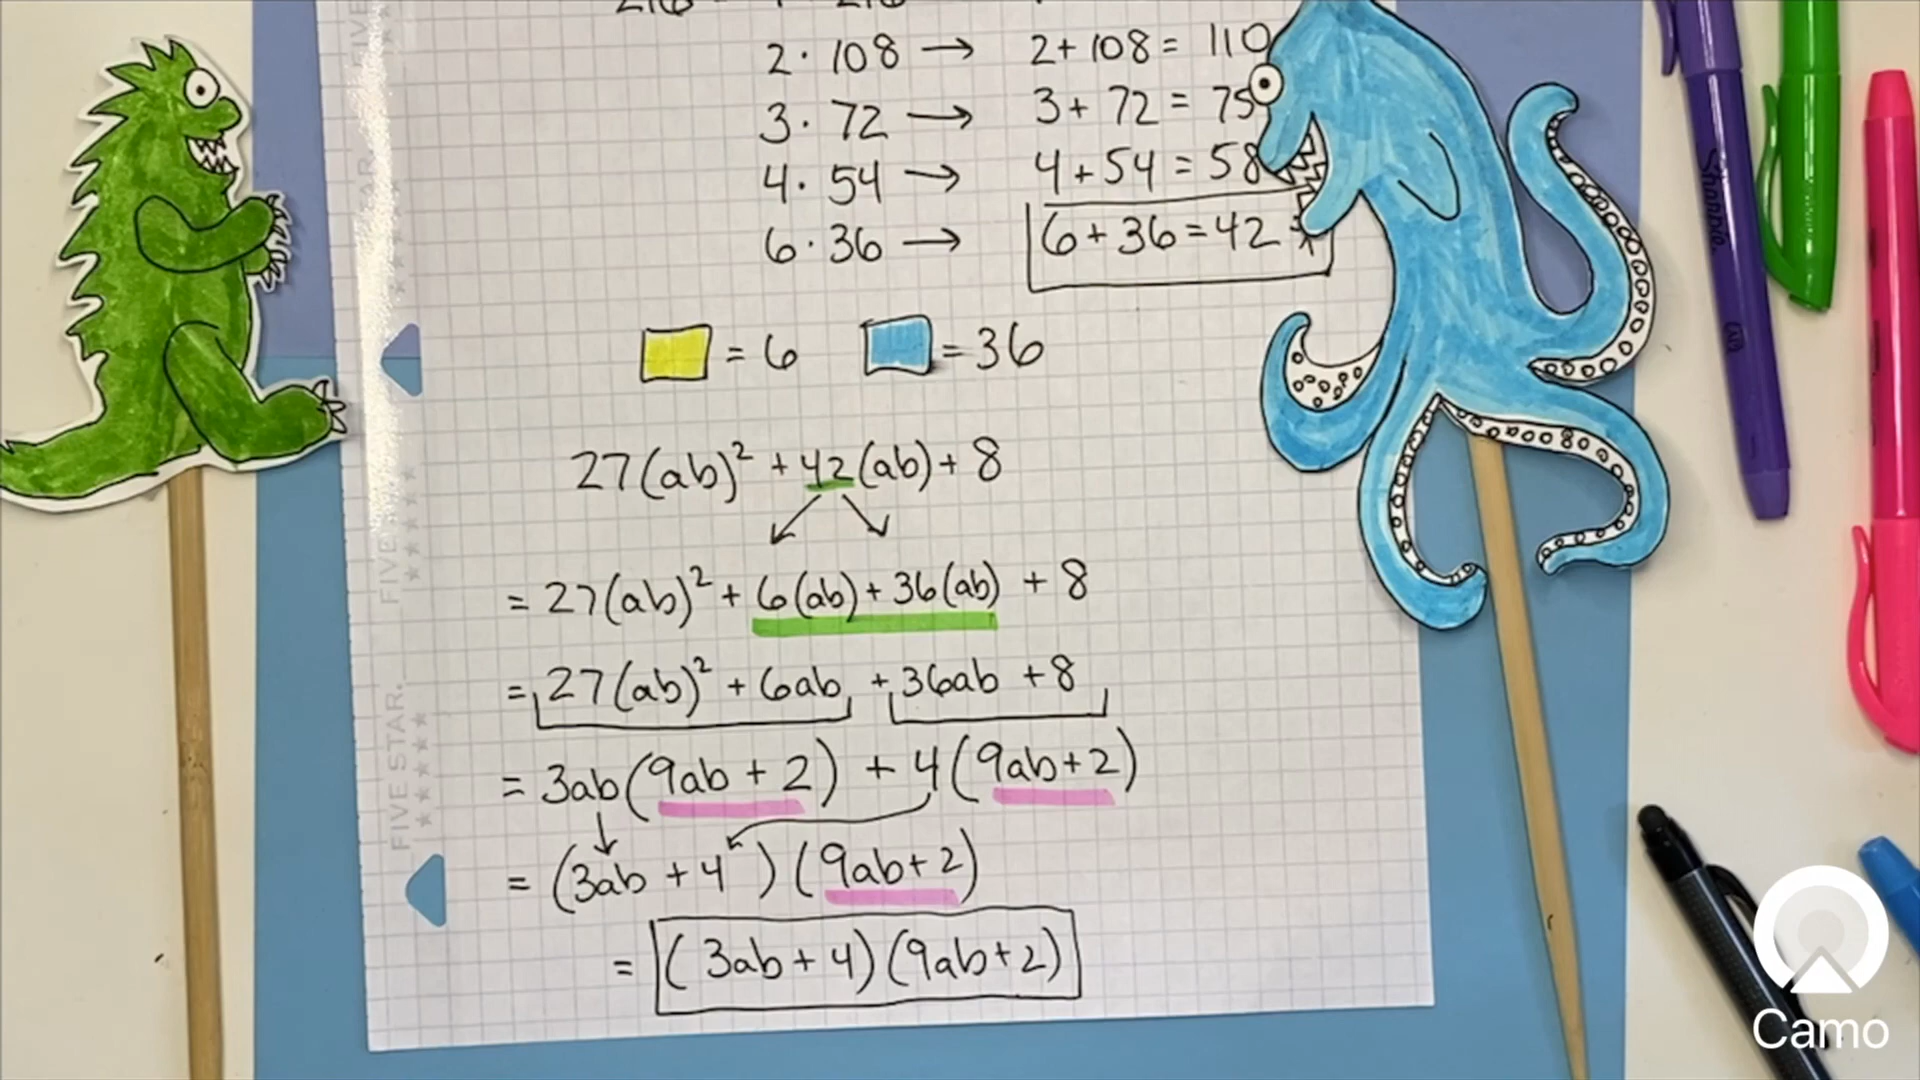 2 · 108 → 2 + 108 = 110
3 · 72 → 3 + 72 = 75
4 · 54 → 4 + 54 = 58
6 · 36 → 6 + 36 = 42 *
= 6 = 36
27(ab)² + 42(ab) + 8
= 27(ab)² + 6(ab) + 36(ab) + 8
= 27(ab)² + 6ab + 36ab + 8
= 3ab(9ab + 2) + 4(9ab + 2)
= (3ab + 4)(9ab + 2)
= (3ab + 4)(9ab + 2)
FIVE STAR.
FIVE STAR.
Sharpie
Camo